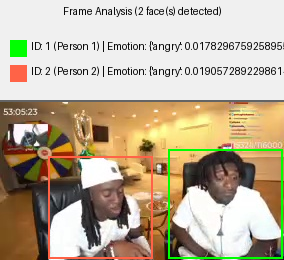 Frame Analysis (2 face(s) detected)
ID: 1 (Person 1) | Emotion: {'angry': 0.0178296759258955
ID: 2 (Person 2) | Emotion: {'angry': 0.019057289229861
53:05:23